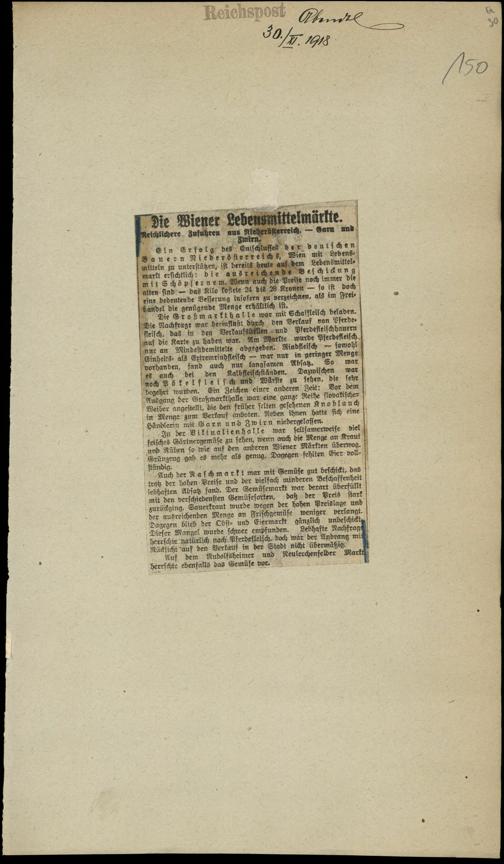 Reichspost
Abendbl.
30./XI. 1918
150
Die Wiener Lebensmittelmärkte.
Reichlichere Zufuhren aus Niederösterreich. — Garn und
Zwirn.
Ein Erfolg des Entschlusses der deutschen
Bauern Niederösterreichs, Wien mit Lebens-
mitteln zu unterstützen, ist bereits heute auf dem Lebensmittel-
markt ersichtlich: die ausreichende Beschickung
mit Schöpsernem. Wenn auch die Preise noch immer die
alten sind — das Kilo kostete 24 bis 28 Kronen — so ist doch
eine bedeutende Besserung insofern zu verzeichnen, als im Frei-
handel die genügende Menge erhältlich ist.
Die Großmarkthalle war mit Schaffleisch beladen.
Die Nachfrage war beeinflußt durch den Verkauf von Pferde-
fleisch, das in den Verkaufsstellen und Pferdefleischhauern
auf die Karte zu haben war. Am Markte wurde Pferdefleisch
nur an Mindestbemittelte abgegeben. Rindfleisch — sowohl
Einheits- als Extremrindfleisch — war nur in geringer Menge
vorhanden, fand auch nur langsamen Absatz. So war
es auch bei den Kalbfleischständen. Dazwischen war
noch Pökelfleisch und Würste zu sehen, die sehr
begehrt wurden. Ein Zeichen einer anderen Zeit: Vor dem
Ausgang der Großmarkthalle war eine ganze Reihe slovakischer
Weiber angestellt, die den früher selten gesehenen Knoblauch
in Menge zum Verkauf anboten. Neben ihnen hatte sich eine
Händlerin mit Garn und Zwirn niedergelassen.
In der Viktualienhalle war seltsamerweise viel
frisches Gärtnergemüse zu sehen, wenn auch die Menge an Kraut
und Rüben so wie auf den anderen Wiener Märkten überwog.
Grünzeug gab es mehr als genug. Dagegen fehlten Eier voll-
ständig.
Auch der Naschmarkt war mit Gemüse gut beschickt, das
trotz der hohen Preise und der vielfach minderen Beschaffenheit
lebhaften Absatz fand. Der Gemüsemarkt war derart überfüllt
mit den verschiedensten Gemüsesorten, daß der Preis stark
zurückging. Sauerkraut wurde wegen der hohen Preislage und
der ausreichenden Menge an Frischgemüse weniger verlangt.
Dagegen blieb der Obst- und Eiermarkt gänzlich unbeschickt.
Dieser Mangel wurde schwer empfunden. Lebhafte Nachfrage
herrschte natürlich nach Pferdefleisch, doch war der Andrang mit
Rücksicht auf den Verkauf in der Stadt nicht übermäßig.
Auf dem Rudolfsheimer und Neulerchenfelder Markt
herrschte ebenfalls das Gemüse vor.